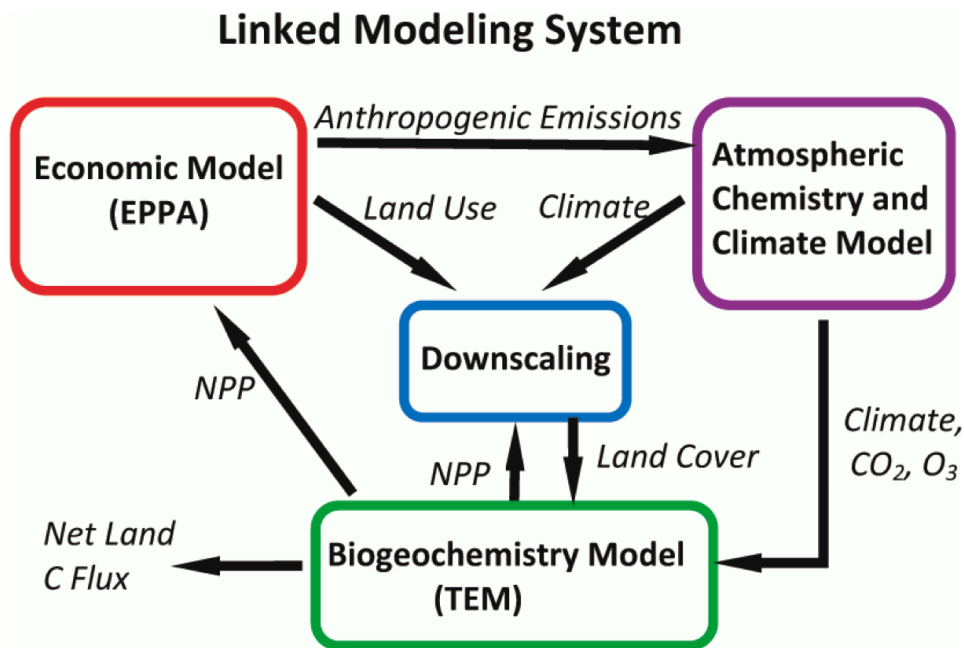 Linked Modeling System
Anthropogenic Emissions
Economic Model
(EPPA)
Atmospheric
Chemistry and
Climate Model
Land Use
Climate
Downscaling
NPP
Climate,
CO₂, O₃
NPP
Land Cover
Net Land
C Flux
Biogeochemistry Model
(TEM)